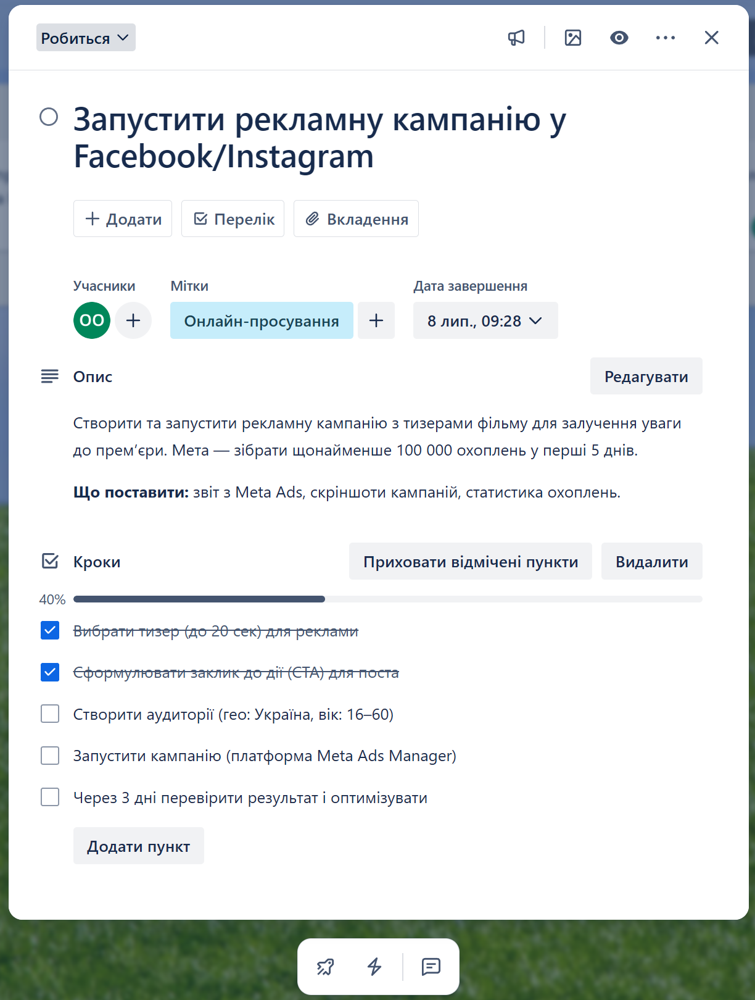 Робиться
Запустити рекламну кампанію у
Facebook/Instagram
Додати
Перелік
Вкладення
Учасники
Мітки
Дата завершення
ОО
Онлайн-просування
8 лип., 09:28
Опис
Редагувати
Створити та запустити рекламну кампанію з тизерами фільму для залучення уваги
до прем’єри. Мета — зібрати щонайменше 100 000 охоплень у перші 5 днів.
Що поставити: звіт з Meta Ads, скріншоти кампаній, статистика охоплень.
Кроки
Приховати відмічені пункти
Видалити
40%
Вибрати тизер (до 20 сек) для реклами
Сформулювати заклик до дії (СТА) для поста
Створити аудиторії (гео: Україна, вік: 16–60)
Запустити кампанію (платформа Meta Ads Manager)
Через 3 дні перевірити результат і оптимізувати
Додати пункт